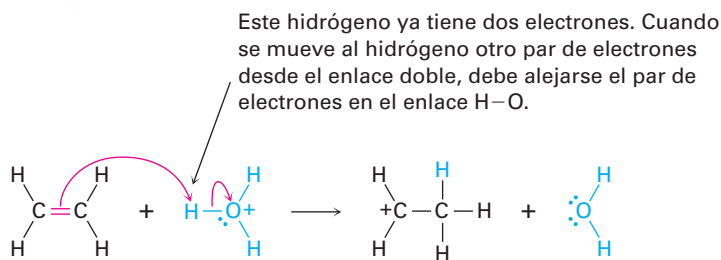 Este hidrógeno ya tiene dos electrones. Cuando
se mueve al hidrógeno otro par de electrones
desde el enlace doble, debe alejarse el par de
electrones en el enlace H−O.
H H H H H H
C=C + H−O+ +C−C−H + O
H H H H H H